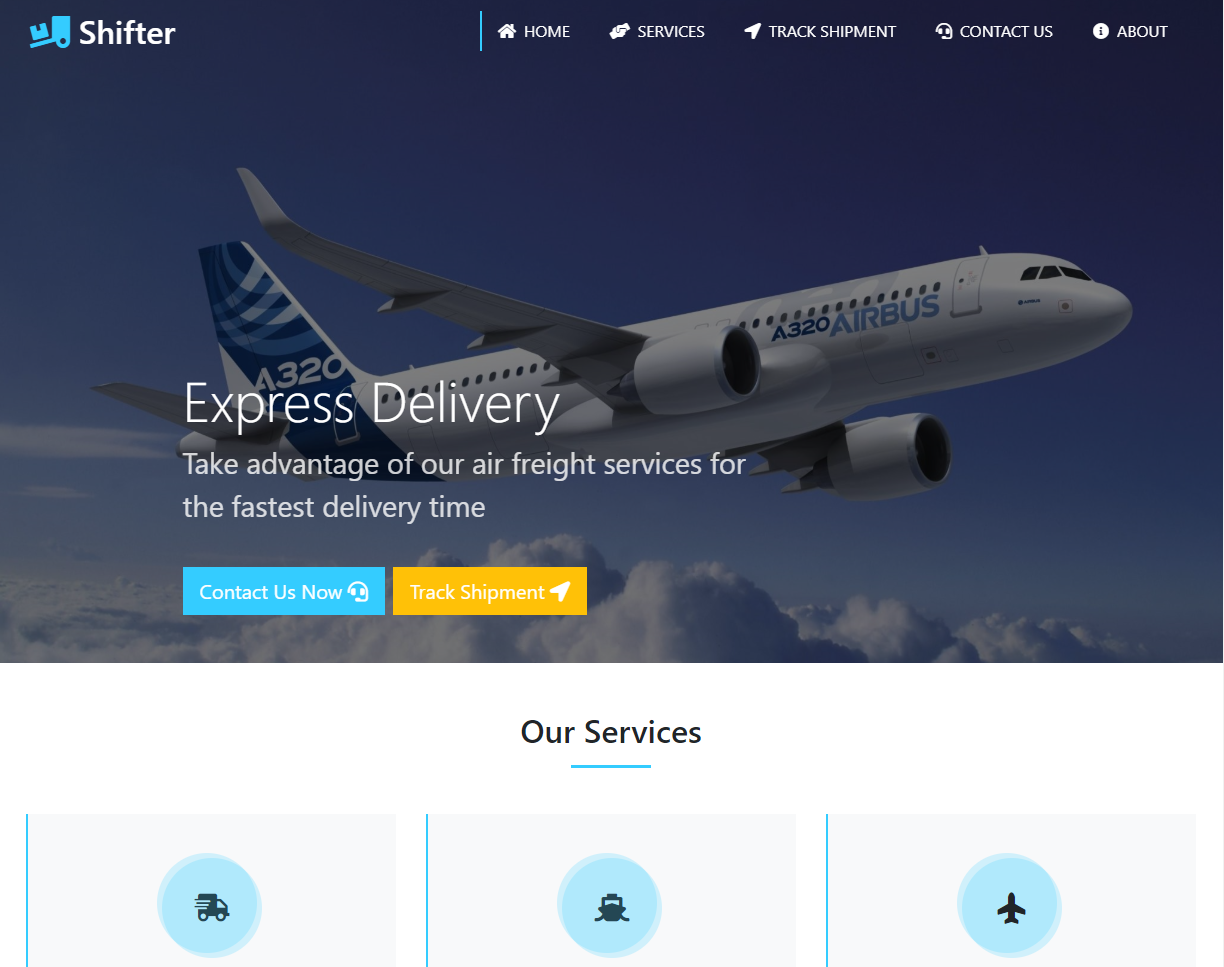 Shifter
HOME
SERVICES
TRACK SHIPMENT
CONTACT US
ABOUT
A320 AIRBUS
A320
Express Delivery
Take advantage of our air freight services for
the fastest delivery time
Contact Us Now
Track Shipment
Our Services